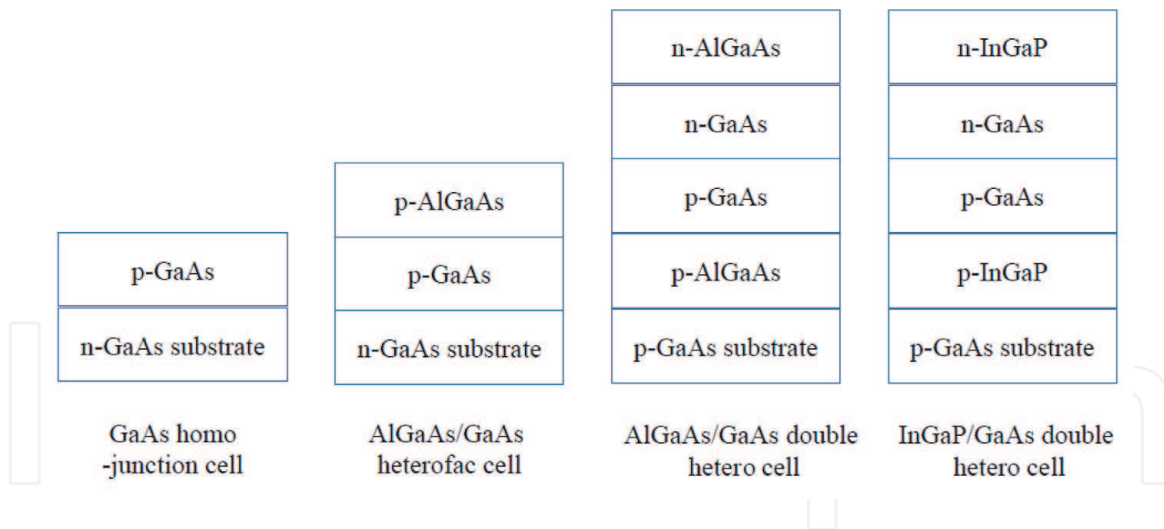 p-GaAs
n-GaAs substrate
GaAs homo
-junction cell
p-AlGaAs
p-GaAs
n-GaAs substrate
AlGaAs/GaAs
heterofac cell
n-AlGaAs
n-GaAs
p-GaAs
p-AlGaAs
p-GaAs substrate
AlGaAs/GaAs double
hetero cell
n-InGaP
n-GaAs
p-GaAs
p-InGaP
p-GaAs substrate
InGaP/GaAs double
hetero cell